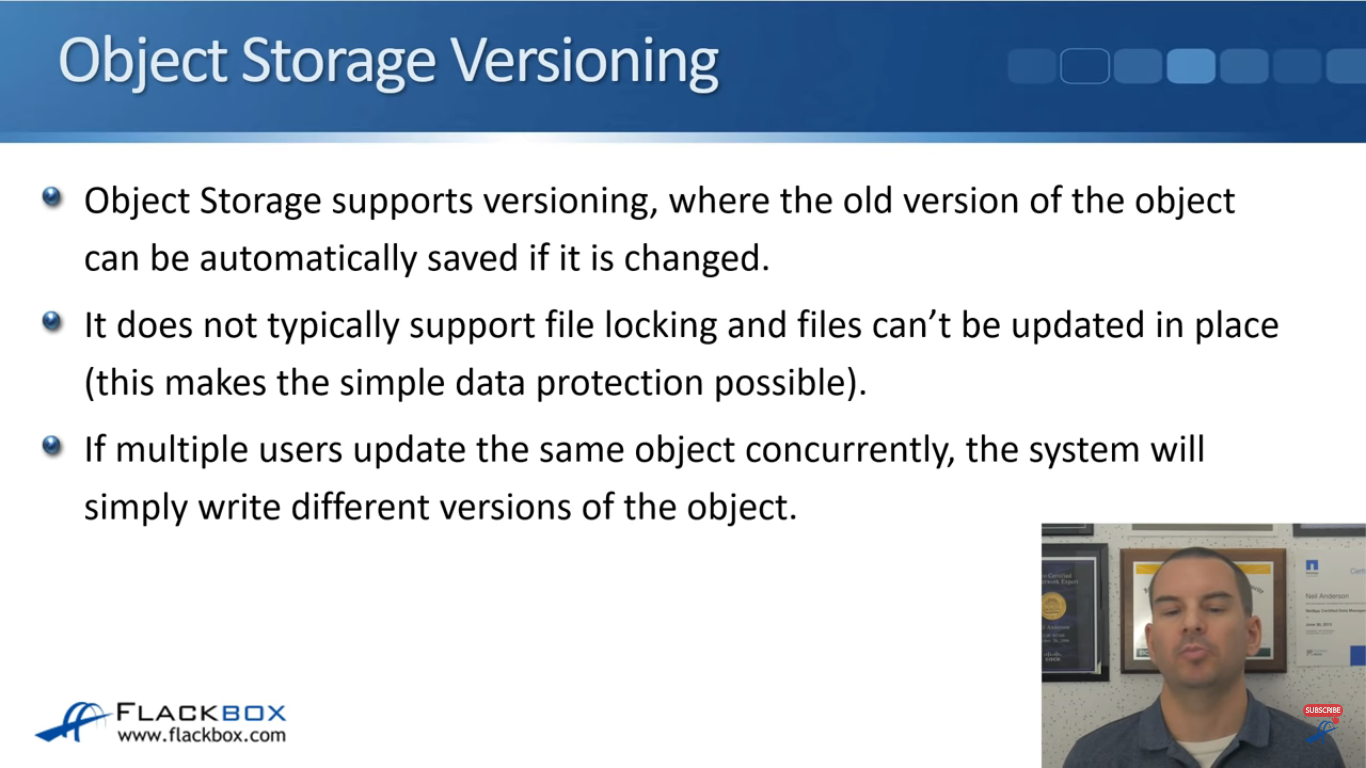 Object Storage Versioning
Object Storage supports versioning, where the old version of the object
can be automatically saved if it is changed.
It does not typically support file locking and files can’t be updated in place
(this makes the simple data protection possible).
If multiple users update the same object concurrently, the system will
simply write different versions of the object.
FLACKBOX
www.flackbox.com
Neil Anderson
June 30, 2015
SUBSCRIBE